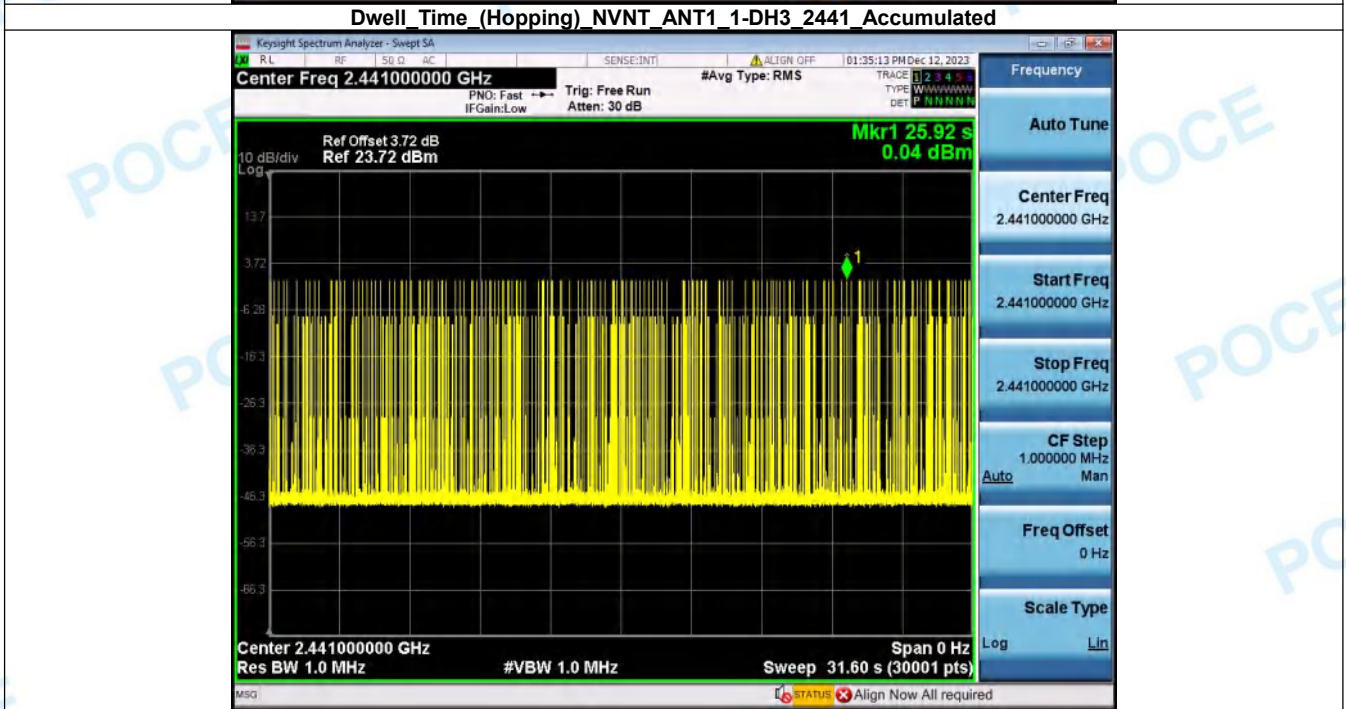 Dwell_Time_(Hopping)_NVNT_ANT1_1-DH3_2441_Accumulated
Keysight Spectrum Analyzer - Swept SA
RL RF 50 Ω AC SENSE:INT ALIGN OFF 01:35:13 PM Dec 12, 2023
Center Freq 2.441000000 GHz
#Avg Type: RMS
TRACE 1 2 3 4 5 6
PNO: Fast
Trig: Free Run
TYPE WWWWWW
IFGain:Low
Atten: 30 dB
DET P NNNNN
Ref Offset 3.72 dB
Mkr1 25.92 s
10 dB/div Ref 23.72 dBm
0.04 dBm
Log
13.7
3.72
-6.28
-16.3
-26.3
-36.3
-46.3
-56.3
-66.3
1
Center 2.441000000 GHz
Span 0 Hz
Res BW 1.0 MHz
#VBW 1.0 MHz
Sweep 31.60 s (30001 pts)
MSG
STATUS Align Now All required
Frequency
Auto Tune
Center Freq
2.441000000 GHz
Start Freq
2.441000000 GHz
Stop Freq
2.441000000 GHz
CF Step
1.000000 MHz
Auto Man
Freq Offset
0 Hz
Scale Type
Log Lin
POCE
POCE
POCE